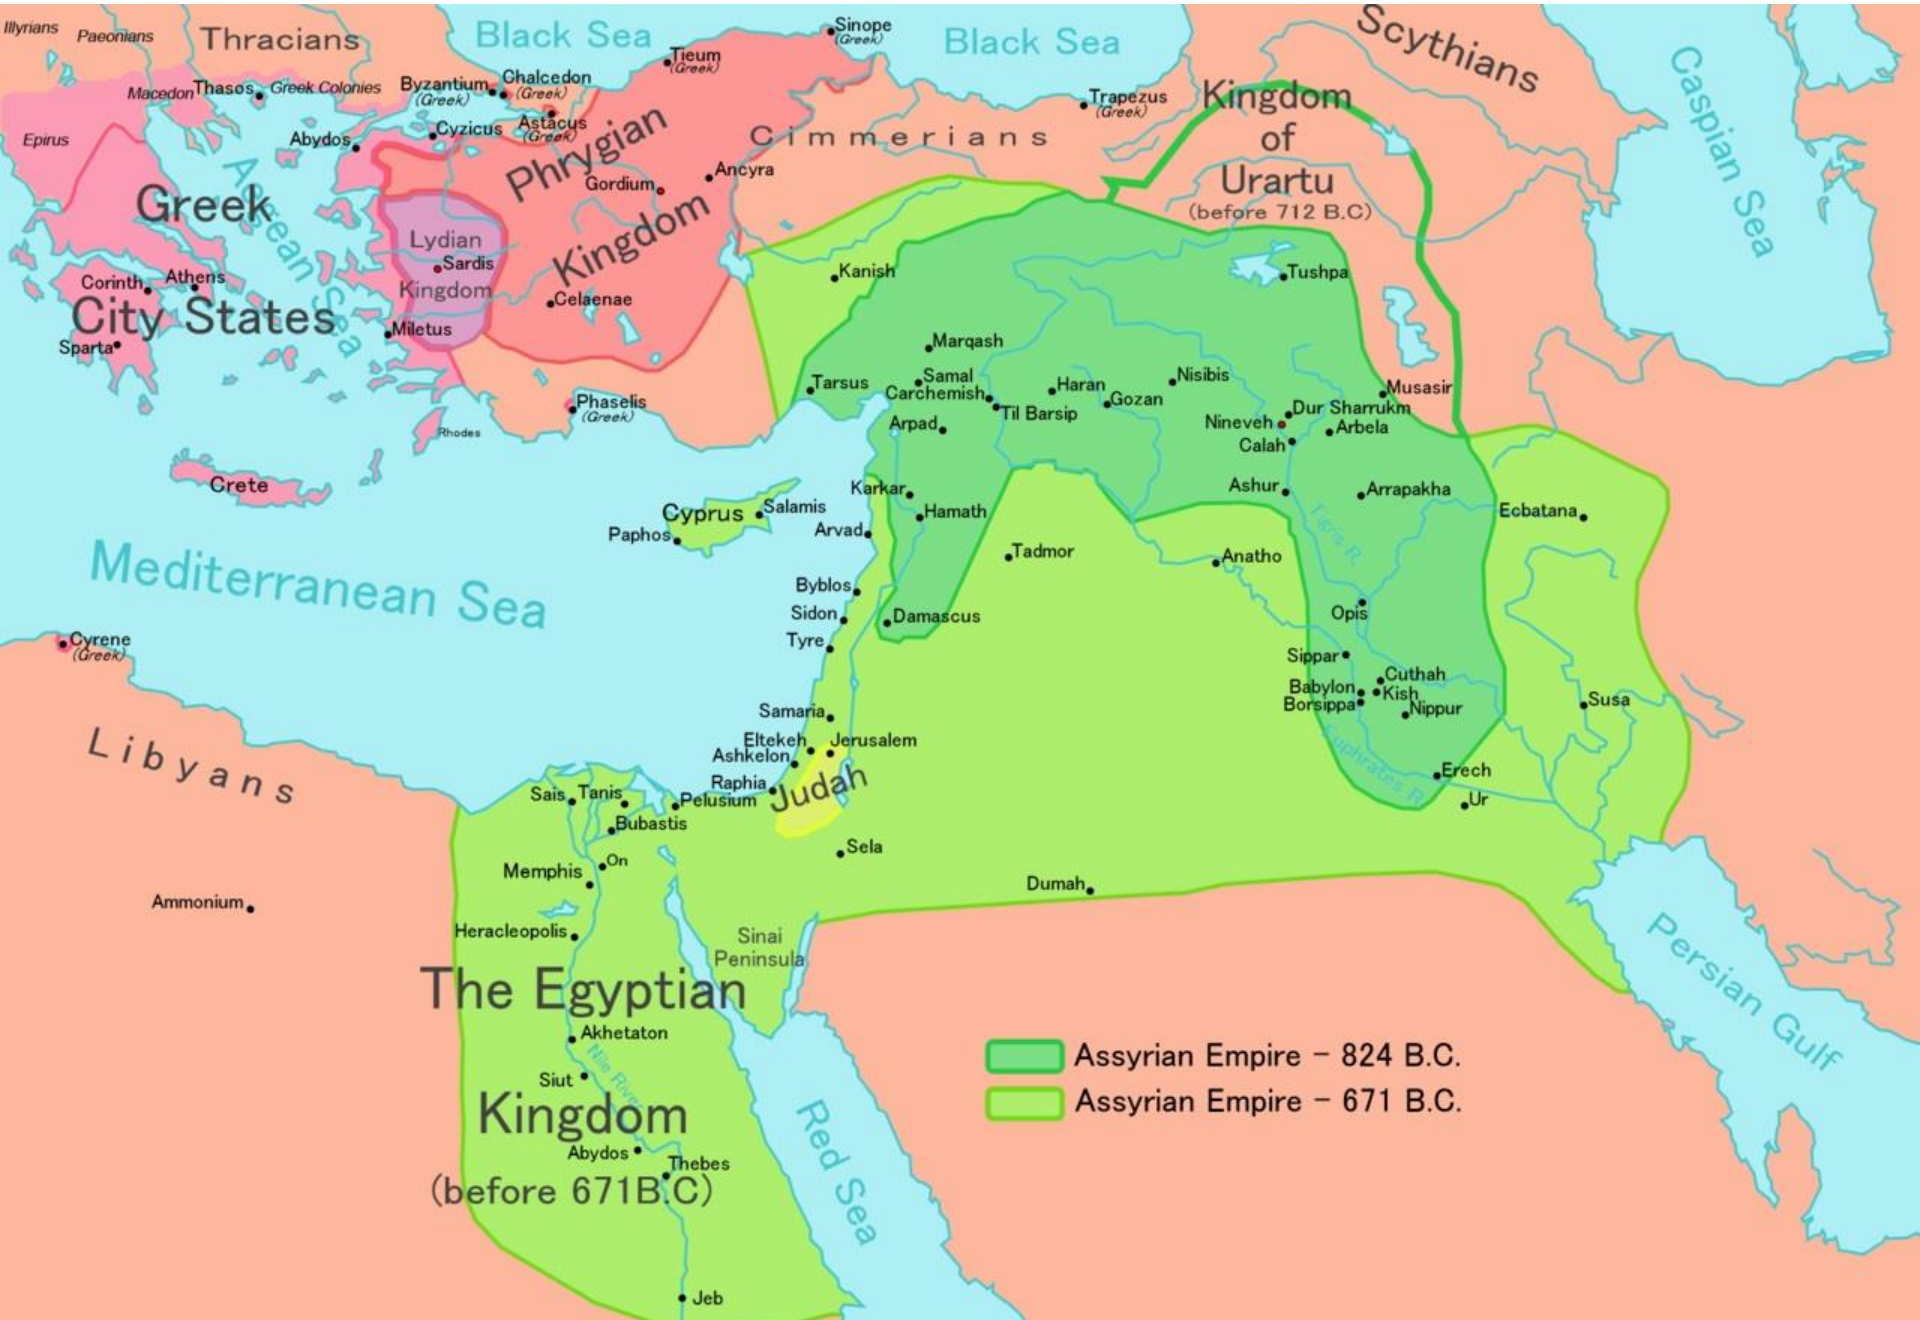 Illyrians
Paeonians
Thracians
Black Sea
Sinope
(Greek)
Black Sea
Scythians
Caspian Sea
Tieum
(Greek)
Macedon
Thasos
Greek Colonies
Byzantium
(Greek)
Chalcedon
(Greek)
Trapezus
(Greek)
Kingdom
of
Urartu
(before 712 B.C)
Epirus
Abydos
Cyzicus
Astacus
(Greek)
Phrygian
Kingdom
Cimmerians
Gordium
Ancyra
Greek
City States
Aegean Sea
Lydian
Kingdom
Sardis
Celaenae
Corinth
Athens
Sparta
Miletus
Kanish
Tushpa
Marqash
Tarsus
Samal
Carchemish
Til Barsip
Haran
Gozan
Nisibis
Musasir
Dur Sharrukm
Nineveh
Arbela
Calah
Arpad
Phaselis
(Greek)
Rhodes
Crete
Cyprus
Salamis
Paphos
Karkar
Hamath
Arvad
Ashur
Arrapakha
Ecbatana
Tigris R.
Tadmor
Anatho
Mediterranean Sea
Byblos
Sidon
Damascus
Tyre
Opis
Cyrene
(Greek)
Sippar
Cuthah
Babylon
Kish
Borsippa
Nippur
Susa
Samaria
Eltekeh
Jerusalem
Ashkelon
Raphia
Judah
Euphrates R.
Erech
Ur
Libyans
Sais
Tanis
Pelusium
Bubastis
On
Memphis
Sela
Dumah
Ammonium
Heracleopolis
Sinai
Peninsula
Persian Gulf
The Egyptian
Kingdom
(before 671B.C)
Akhetaton
Nile River
Siut
Abydos
Thebes
Jeb
Red Sea
Assyrian Empire - 824 B.C.
Assyrian Empire - 671 B.C.